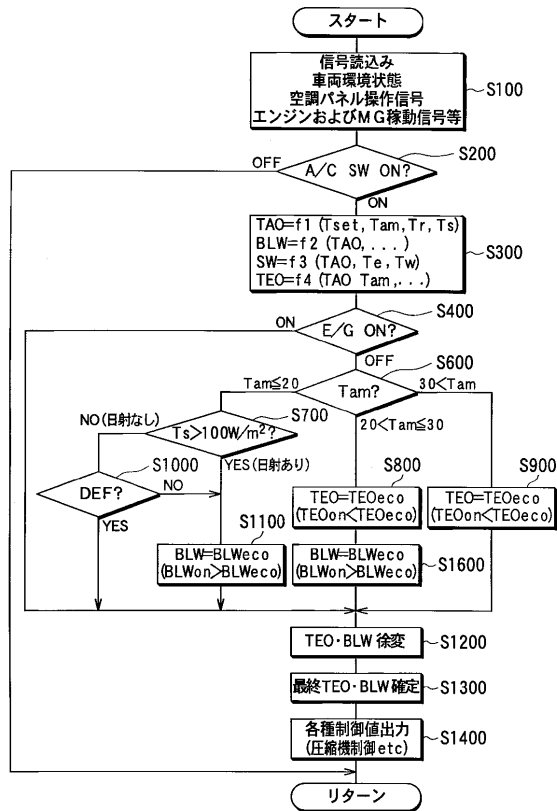 スタート
信号読込み
車両環境状態
空調パネル操作信号
エンジンおよびMG稼動信号等
S100
S200
OFF
A/C SW ON?
ON
TAO=f1 (Tset, Tam, Tr, Ts)
BLW=f2 (TAO, ...)
SW=f3 (TAO, Te, Tw)
TEO=f4 (TAO Tam, ...)
S300
S400
ON
E/G ON?
OFF
S600
Tam≦20
Tam?
30<Tam
20<Tam≦30
S700
NO(日射なし)
Ts>100W/m²?
YES(日射あり)
S1000
DEF?
NO
YES
S800
TEO=TEOeco
(TEOon<TEOeco)
S900
TEO=TEOeco
(TEOon<TEOeco)
S1100
BLW=BLWeco
(BLWon>BLWeco)
BLW=BLWeco
(BLWon>BLWeco)
S1600
TEO・BLW 徐変
S1200
最終TEO・BLW 確定
S1300
各種制御値出力
(圧縮機制御etc)
S1400
リターン